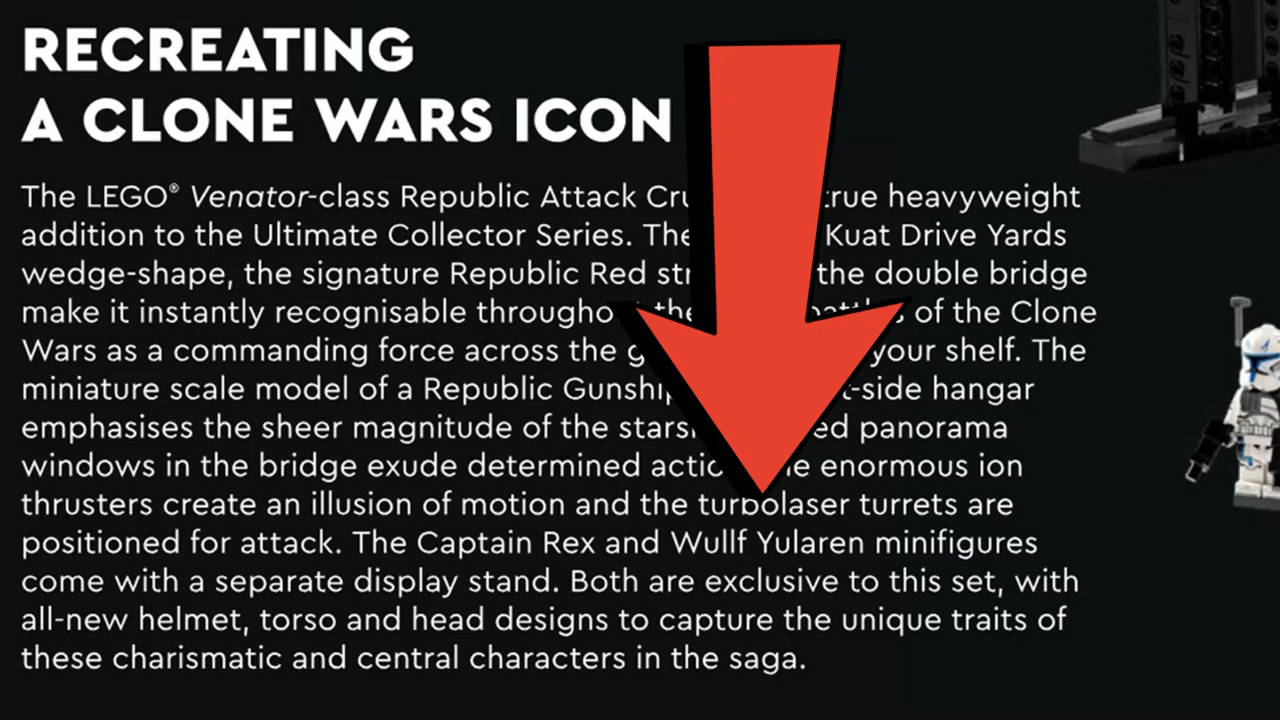 RECREATING
A CLONE WARS ICON
The LEGO® Venator-class Republic Attack true heavyweight
addition to the Ultimate Collector Series. The Kuat Drive Yards
wedge-shape, the signature Republic Red the double bridge
make it instantly recognisable the of the Clone
Wars as a commanding force across the your shelf. The
miniature scale model of a Republic Gunship -side hangar
emphasises the sheer magnitude of the panorama
windows in the bridge exude determined enormous ion
thrusters create an illusion of motion and the turbolaser turrets are
positioned for attack. The Captain Rex and Wullf Yularen minifigures
come with a separate display stand. Both are exclusive to this set, with
all-new helmet, torso and head designs to capture the unique traits of
these charismatic and central characters in the saga.